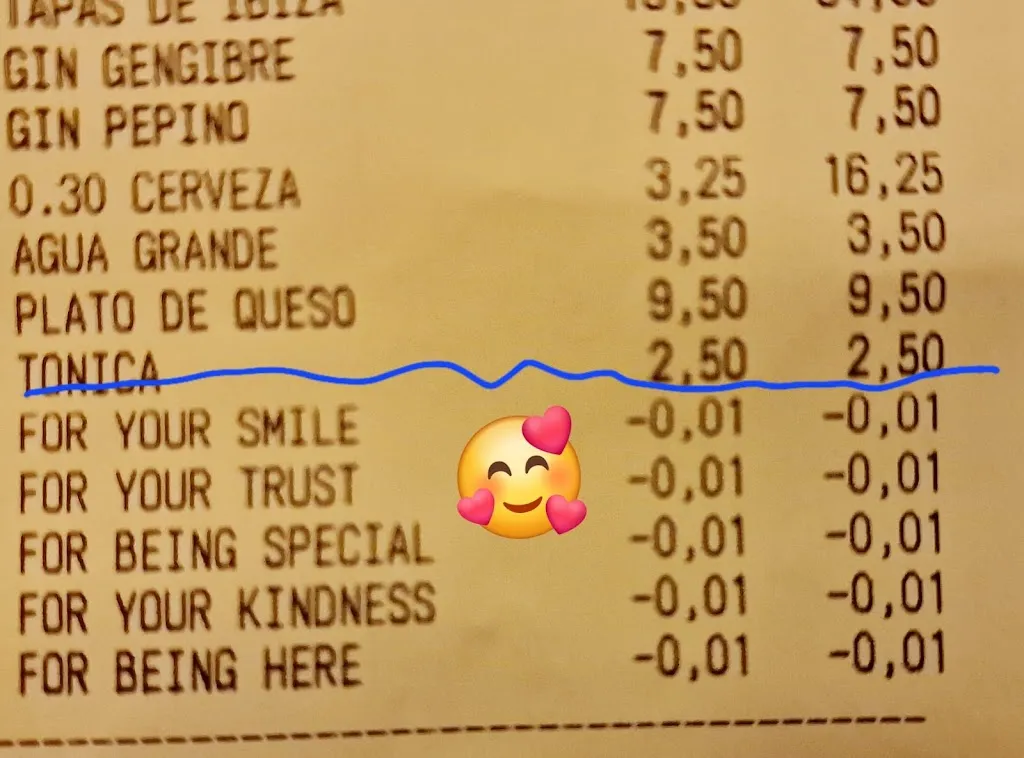 TAPAS DE IBIZA
GIN GENGIBRE 7,50 7,50
GIN PEPINO 7,50 7,50
0.30 CERVEZA 3,25 16,25
AGUA GRANDE 3,50 3,50
PLATO DE QUESO 9,50 9,50
TONICA 2,50 2,50
FOR YOUR SMILE -0,01 -0,01
FOR YOUR TRUST -0,01 -0,01
FOR BEING SPECIAL -0,01 -0,01
FOR YOUR KINDNESS -0,01 -0,01
FOR BEING HERE -0,01 -0,01